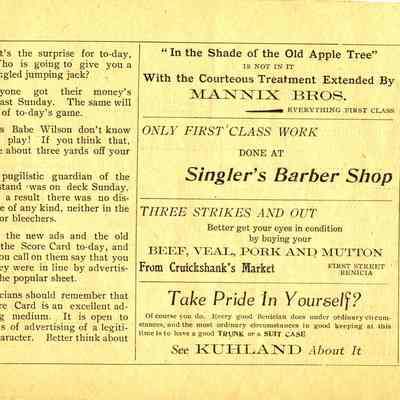 t's the surprise for to-day,
ho is going to give you a
gled jumping jack?
yone got their money's
ast Sunday. The same will
of to-day's game.
s Babe Wilson don't know
play! If you think that,
e about three yards off your
pugilistic guardian of the
stand was on deck Sunday.
a result there was no dis-
e of any kind, neither in the
or bleechers.
the new ads and the old
the Score Card to-day, and
ou call on them say that you
ey were in line by advertis-
he popular sheet.
cians should remember that
e Card is an excellent ad-
g medium. It is open to
s of advertising of a legiti-
aracter. Better think about
"In the Shade of the Old Apple Tree"
IS NOT IN IT
With the Courteous Treatment Extended By
MANNIX BROS.
EVERYTHING FIRST CLASS
ONLY FIRST CLASS WORK
DONE AT
Singler's Barber Shop
THREE STRIKES AND OUT
Better get your eyes in condition
by buying your
BEEF, VEAL, PORK AND MUTTON
From Cruickshank's Market
FIRST STREET
BENICIA
Take Pride In Yourself?
Of course you do. Every good Benician does under ordinary circum-
stances, and the most ordinary circumstances in good keeping at this
time is to have a good TRUNK or a SUIT CASE
See KUHLAND About It